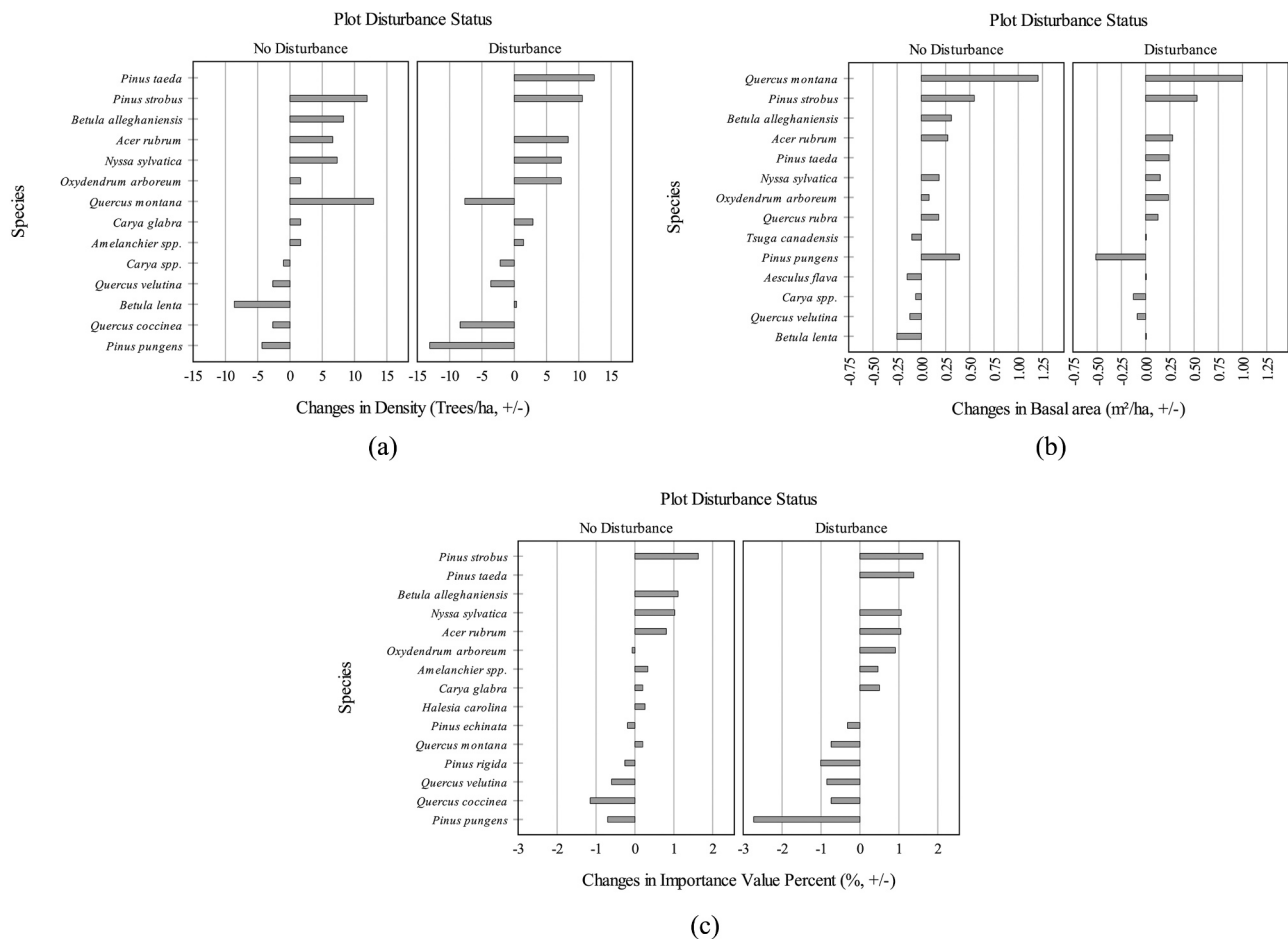 Plot Disturbance Status
No Disturbance Disturbance
Species
Pinus taeda
Pinus strobus
Betula alleghaniensis
Acer rubrum
Nyssa sylvatica
Oxydendrum arboreum
Quercus montana
Carya glabra
Amelanchier spp.
Carya spp.
Quercus velutina
Betula lenta
Quercus coccinea
Pinus pungens
-15 -10 -5 0 5 10 15 -10 -5 0 5 10 15
Changes in Density (Trees/ha, +/-)
(a)
Plot Disturbance Status
No Disturbance Disturbance
Species
Quercus montana
Pinus strobus
Betula alleghaniensis
Acer rubrum
Pinus taeda
Nyssa sylvatica
Oxydendrum arboreum
Quercus rubra
Tsuga canadensis
Pinus pungens
Aesculus flava
Carya spp.
Quercus velutina
Betula lenta
-0.75 -0.50 -0.25 0.00 0.25 0.50 0.75 1.00 1.25 -0.75 -0.50 -0.25 0.00 0.25 0.50 0.75 1.00 1.25
Changes in Basal area (m²/ha, +/-)
(b)
Plot Disturbance Status
No Disturbance Disturbance
Species
Pinus strobus
Pinus taeda
Betula alleghaniensis
Nyssa sylvatica
Acer rubrum
Oxydendrum arboreum
Amelanchier spp.
Carya glabra
Halesia carolina
Pinus echinata
Quercus montana
Pinus rigida
Quercus velutina
Quercus coccinea
Pinus pungens
-3 -2 -1 0 1 2 -3 -2 -1 0 1 2
Changes in Importance Value Percent (%, +/-)
(c)